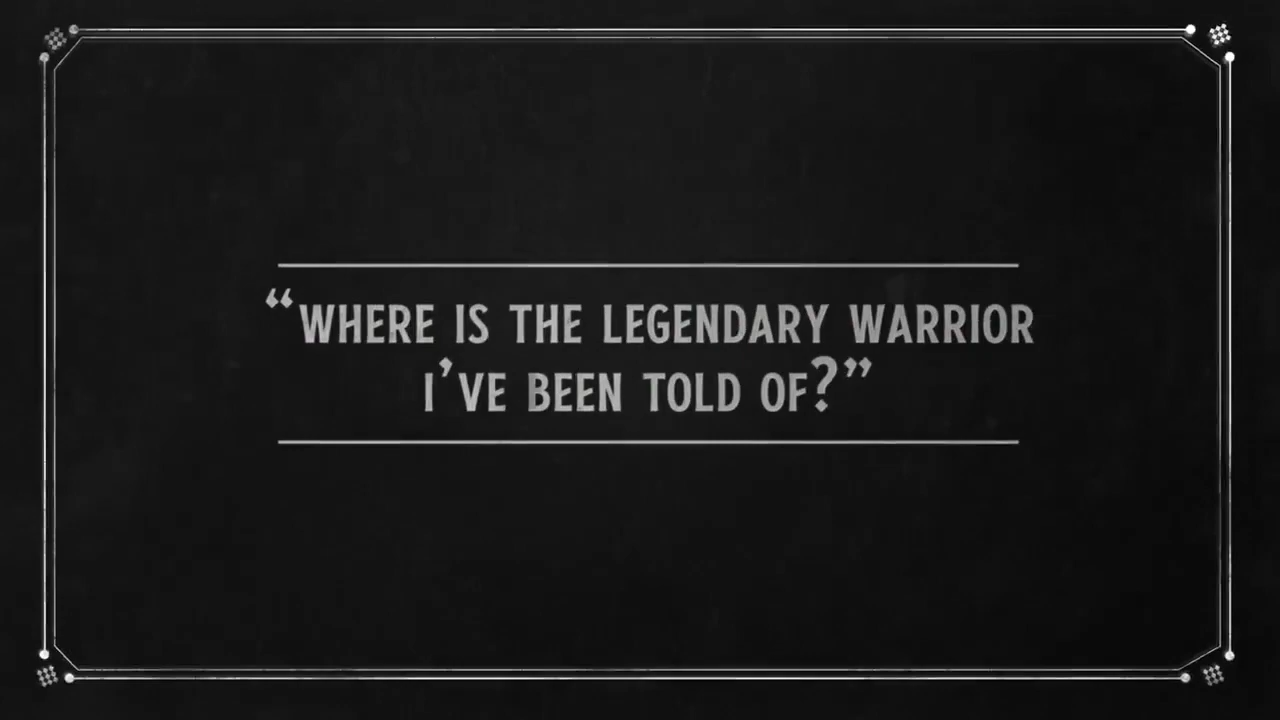 “WHERE IS THE LEGENDARY WARRIOR
I’VE BEEN TOLD OF?”